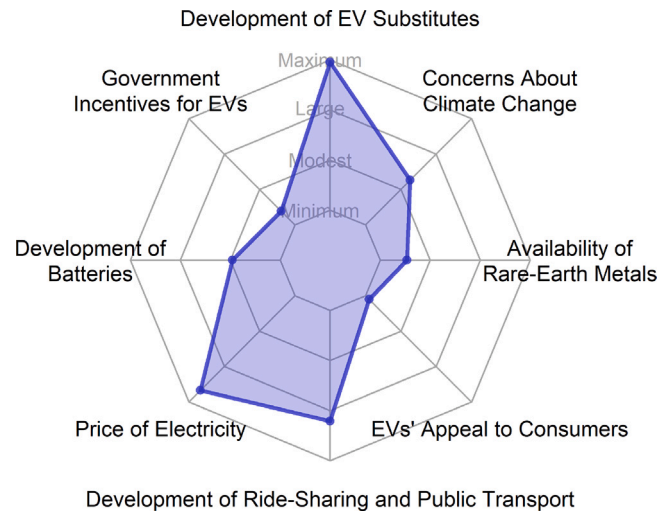 Development of EV Substitutes
Maximum
Government
Incentives for EVs
Concerns About
Climate Change
Large
Modest
Minimum
Development of
Batteries
Availability of
Rare-Earth Metals
Price of Electricity
EVs' Appeal to Consumers
Development of Ride-Sharing and Public Transport